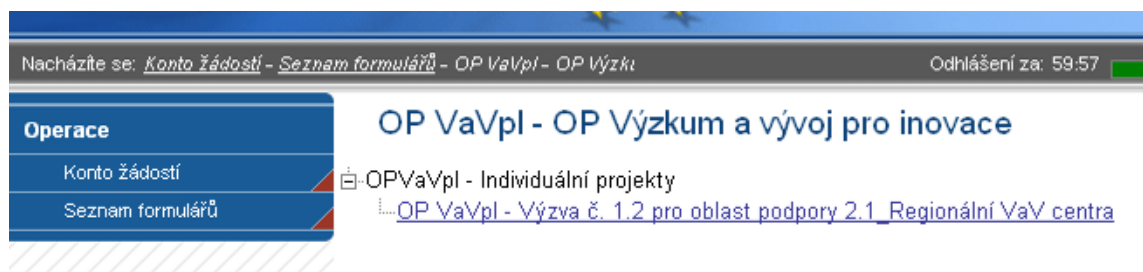 Nacházíte se: Konto žádostí - Seznam formulářů - OP VaVpI - OP Výzku
Odhlášení za: 59:57
Operace
Konto žádostí
Seznam formulářů
OP VaVpI - OP Výzkum a vývoj pro inovace
OPVaVpI - Individuální projekty
OP VaVpI - Výzva č. 1.2 pro oblast podpory 2.1_Regionální VaV centra